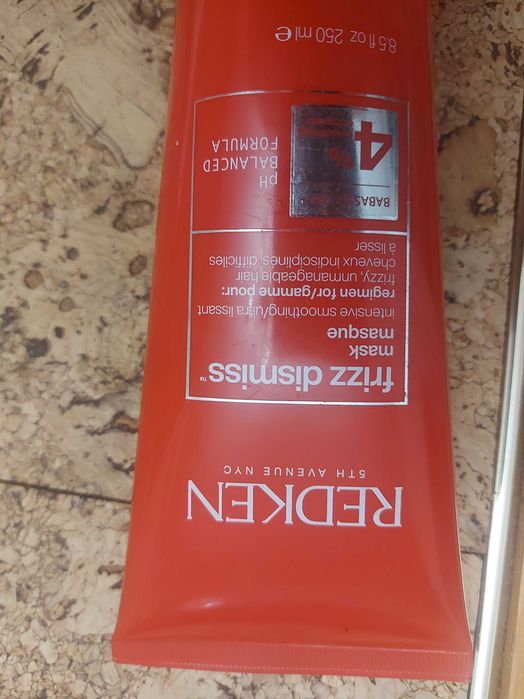 REDKEN
5TH AVENUE NYC
frizz dismiss™
mask
masque
intensive smoothing/ultra lissant
regimen for/gamme pour:
frizzy, unmanageable hair
cheveux indisciplinés, difficiles
à lisser
4%
pH
BALANCED
FORMULA
8.5 fl oz 250 ml ℮